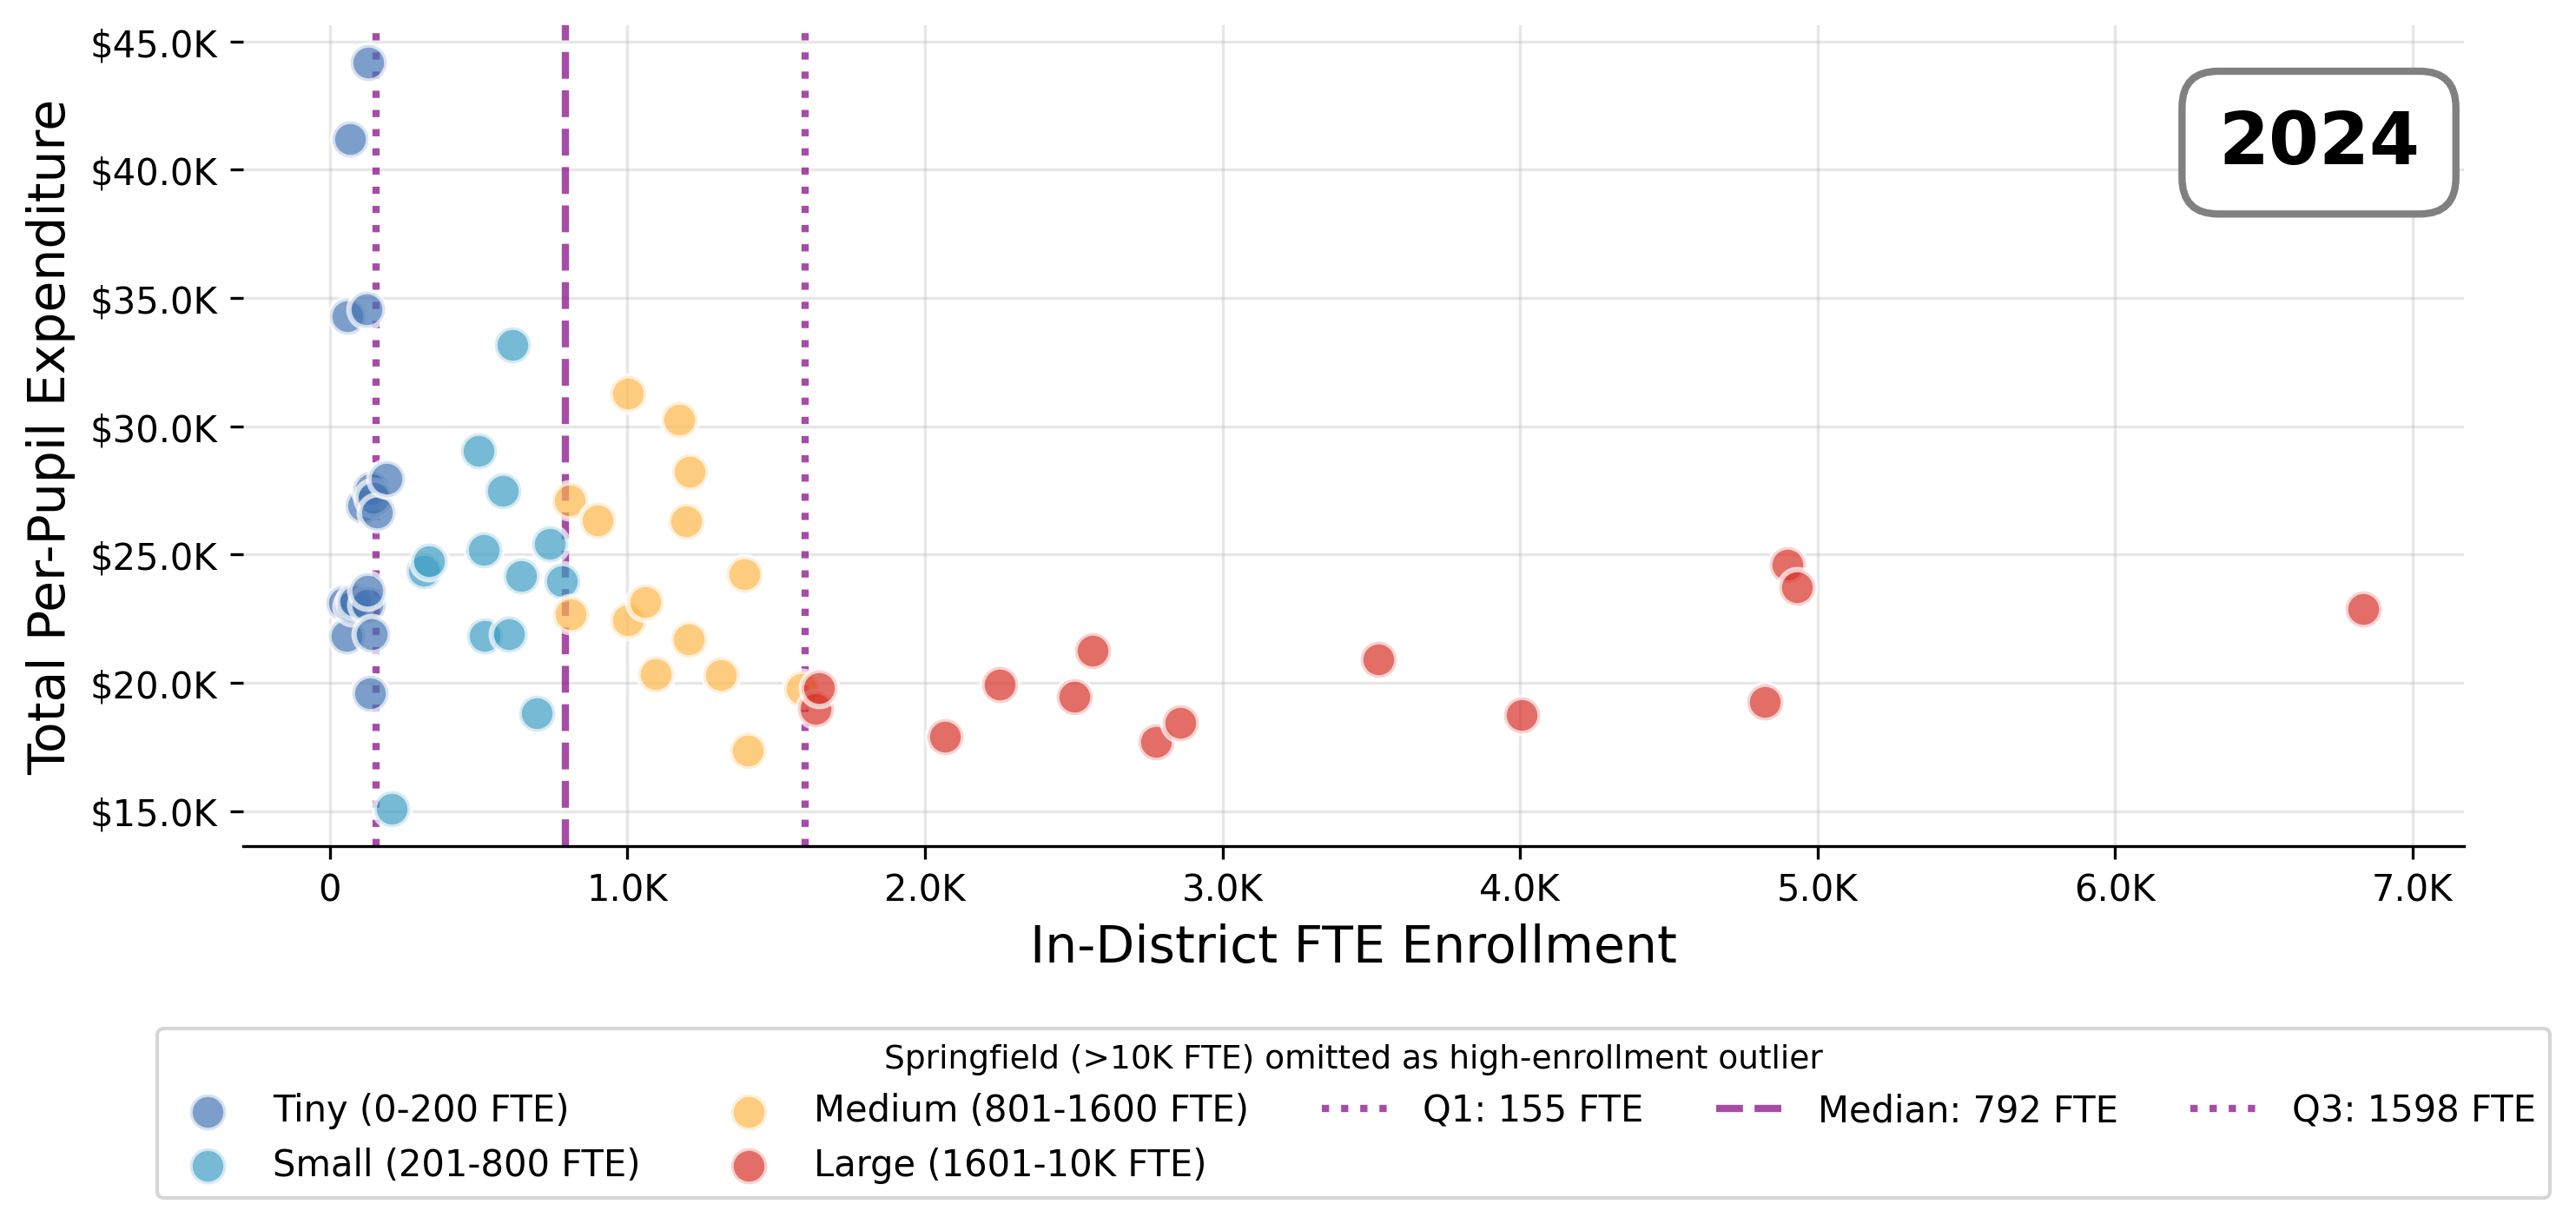 Total Per-Pupil Expenditure
$45.0K
$40.0K
$35.0K
$30.0K
$25.0K
$20.0K
$15.0K
2024
0 1.0K 2.0K 3.0K 4.0K 5.0K 6.0K 7.0K
In-District FTE Enrollment
Springfield (>10K FTE) omitted as high-enrollment outlier
Tiny (0-200 FTE) Medium (801-1600 FTE) Q1: 155 FTE Median: 792 FTE Q3: 1598 FTE
Small (201-800 FTE) Large (1601-10K FTE)